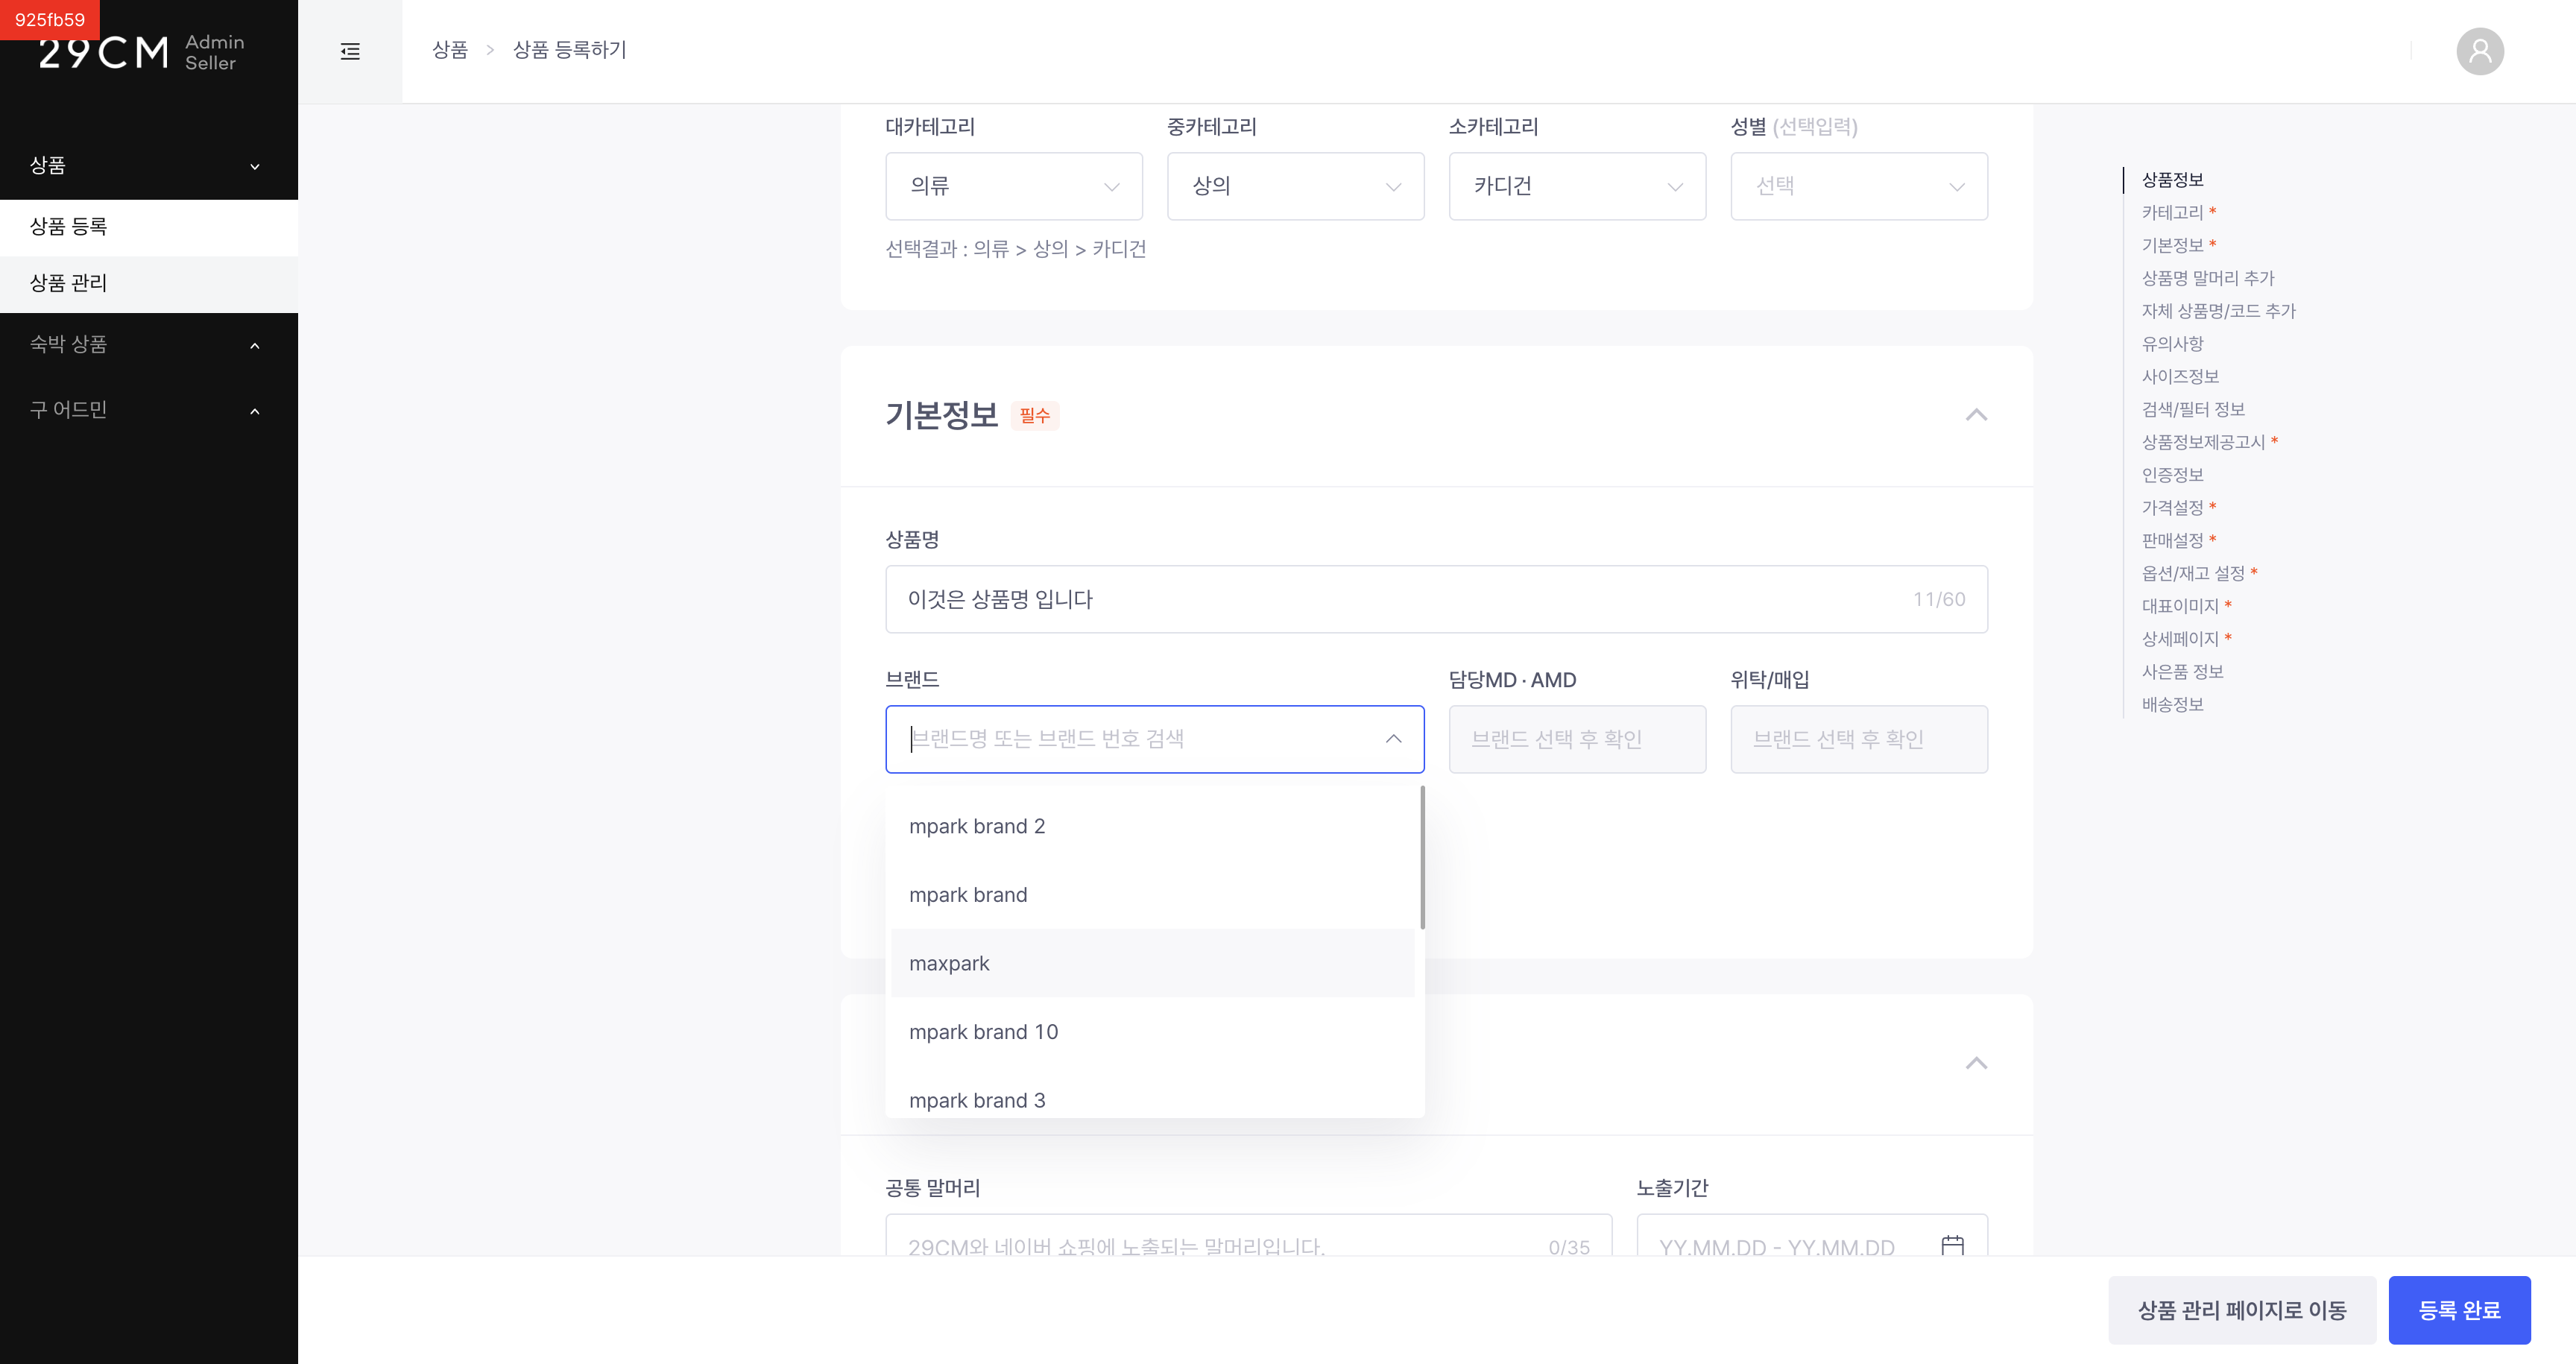 925fb59
29CM Admin Seller
상품 > 상품 등록하기
상품
상품 등록
상품 관리
숙박 상품
구 어드민
대카테고리 중카테고리 소카테고리 성별 (선택입력)
의류 상의 카디건 선택
선택결과 : 의류 > 상의 > 카디건
기본정보 필수
상품명
이것은 상품명 입니다 11/60
브랜드 담당MD · AMD 위탁/매입
브랜드명 또는 브랜드 번호 검색 브랜드 선택 후 확인 브랜드 선택 후 확인
mpark brand 2
mpark brand
maxpark
mpark brand 10
mpark brand 3
공통 말머리 노출기간
29CM와 네이버 쇼핑에 노출되는 말머리입니다. 0/35 YY.MM.DD - YY.MM.DD
상품정보
카테고리 *
기본정보 *
상품명 말머리 추가
자체 상품명/코드 추가
유의사항
사이즈정보
검색/필터 정보
상품정보제공고시 *
인증정보
가격설정 *
판매설정 *
옵션/재고 설정 *
대표이미지 *
상세페이지 *
사은품 정보
배송정보
상품 관리 페이지로 이동 등록 완료